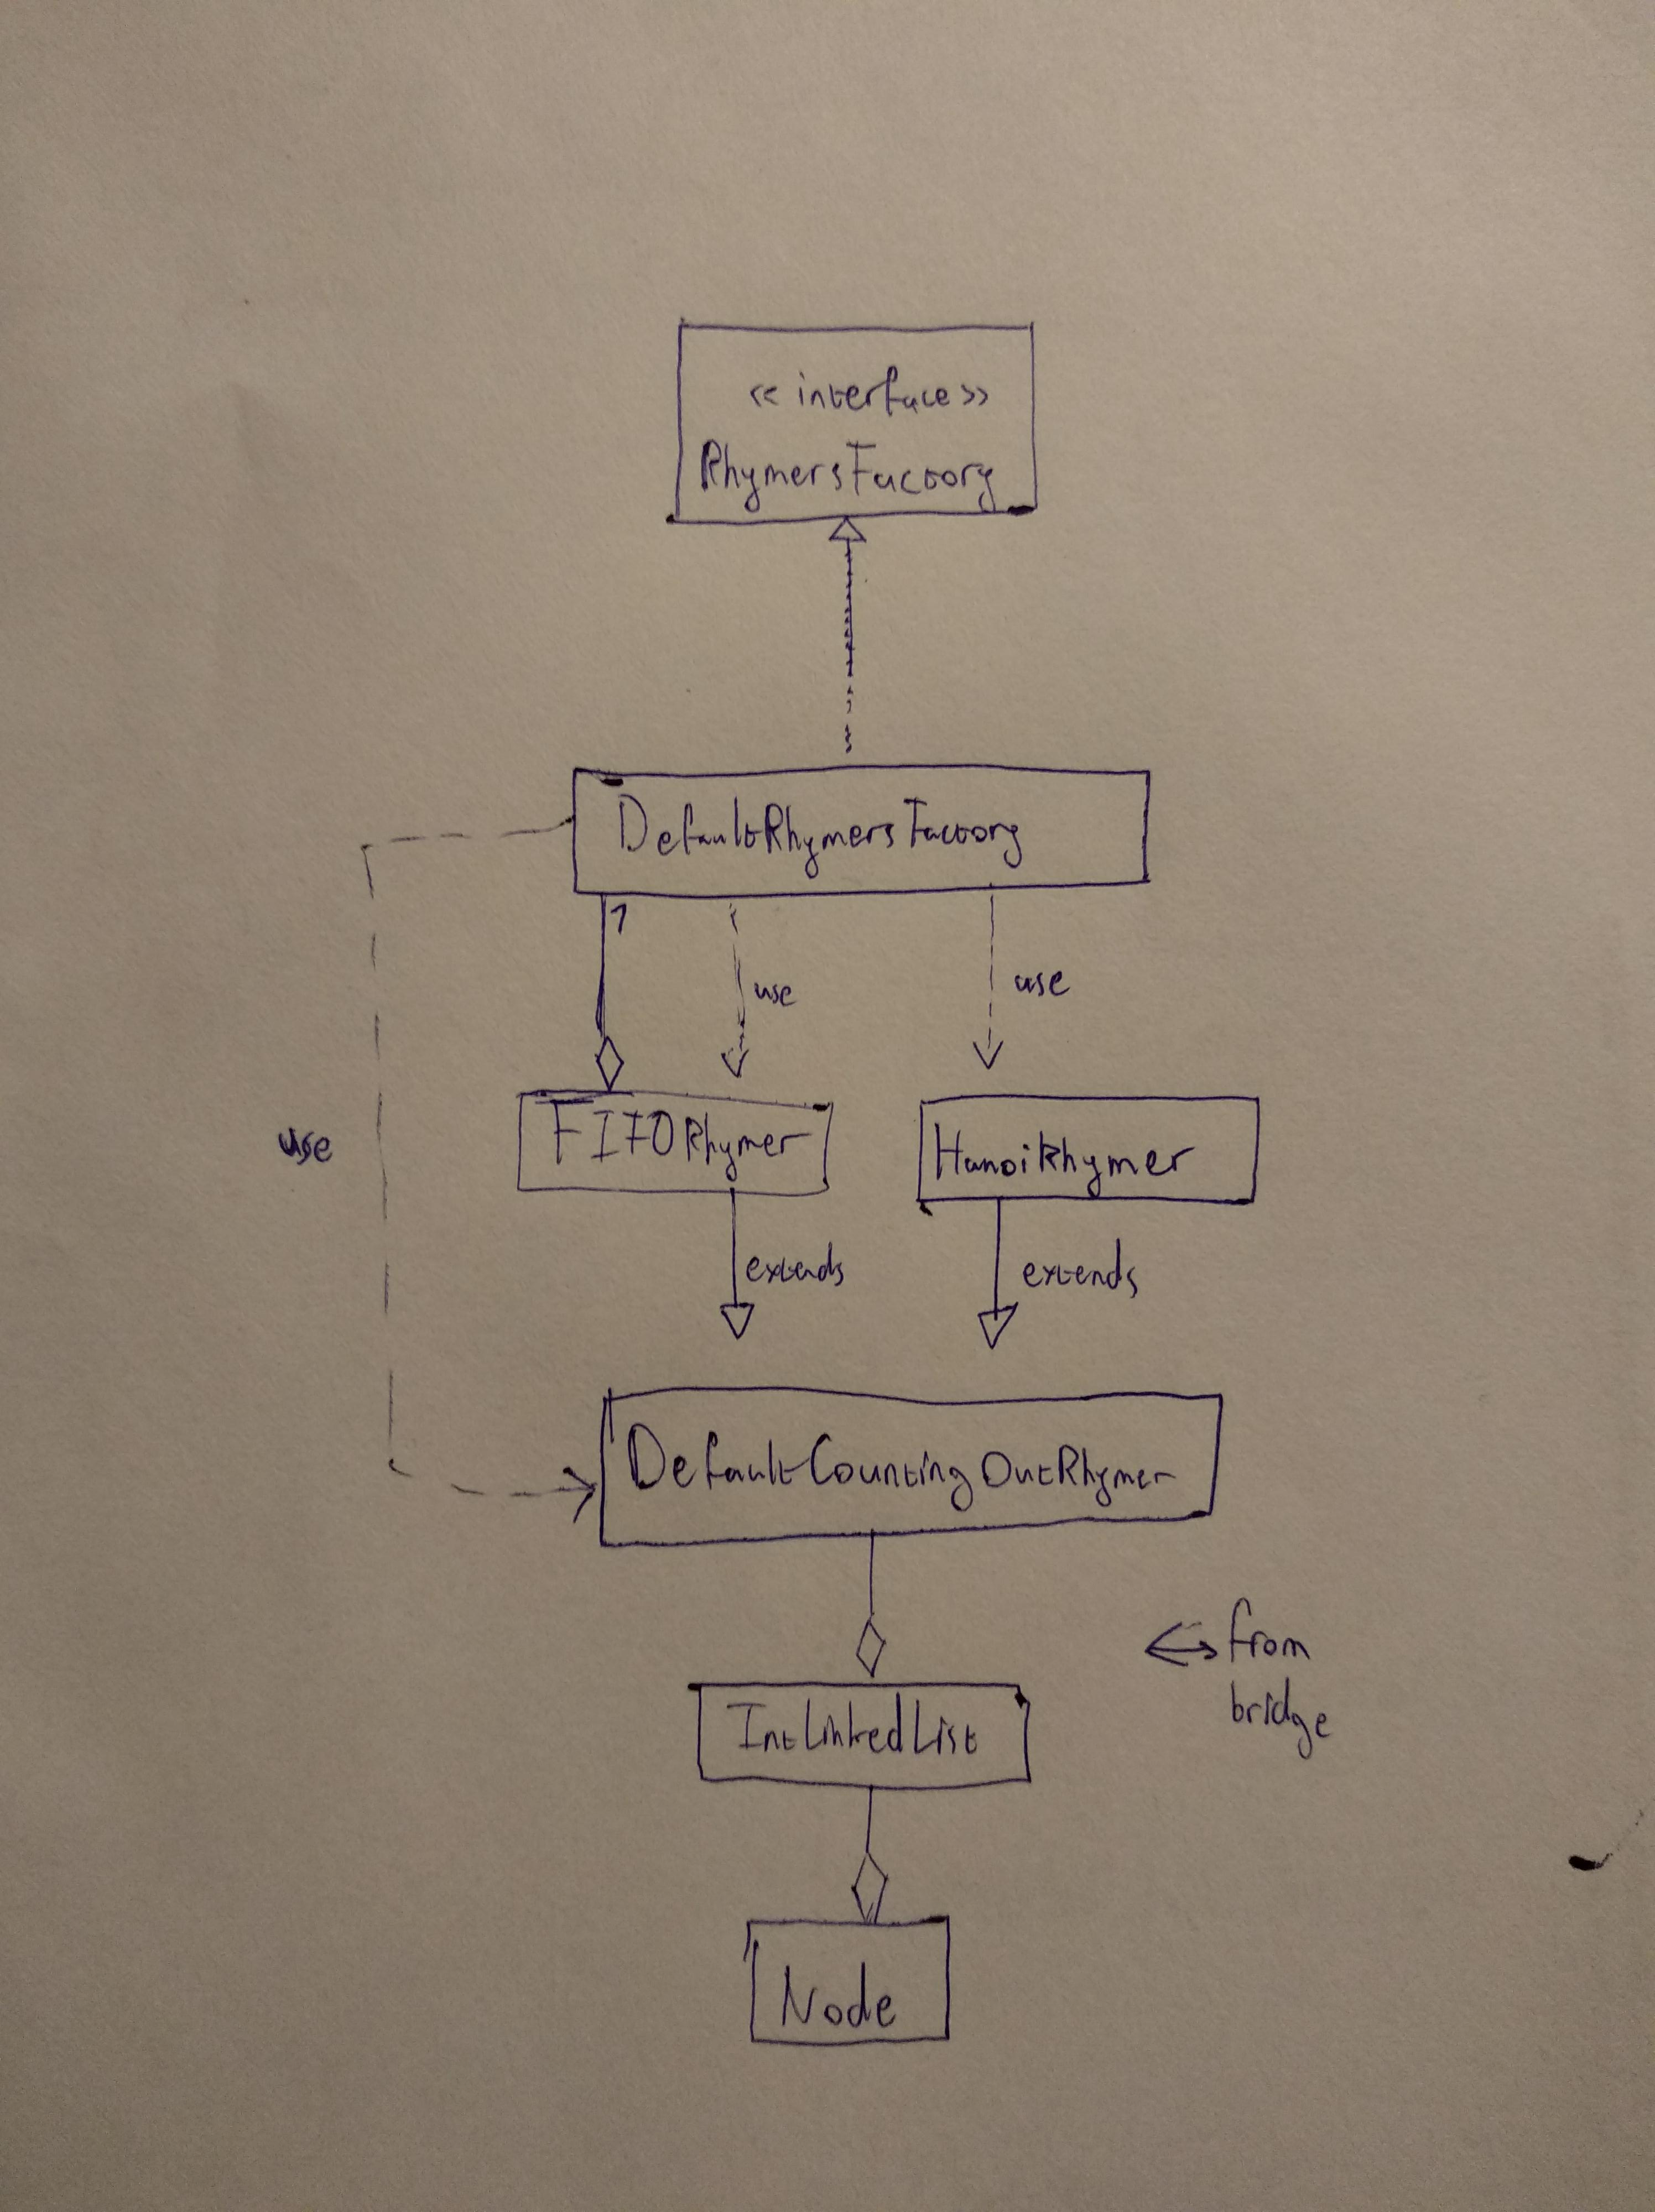 << interface >>
RhymersFactory
DefaultRhymersFactory
1
use
use
use
FIFORhymer
HanoiRhymer
extends
extends
DefaultCountingOutRhymer
from
bridge
IntLinkedList
Node